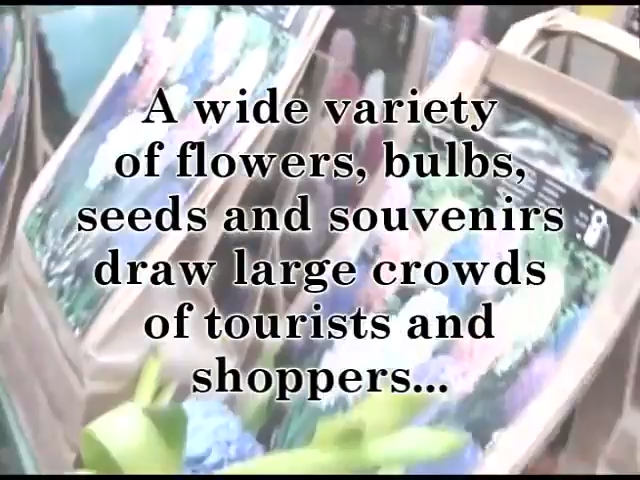 A wide variety
of flowers, bulbs,
seeds and souvenirs
draw large crowds
of tourists and
shoppers...